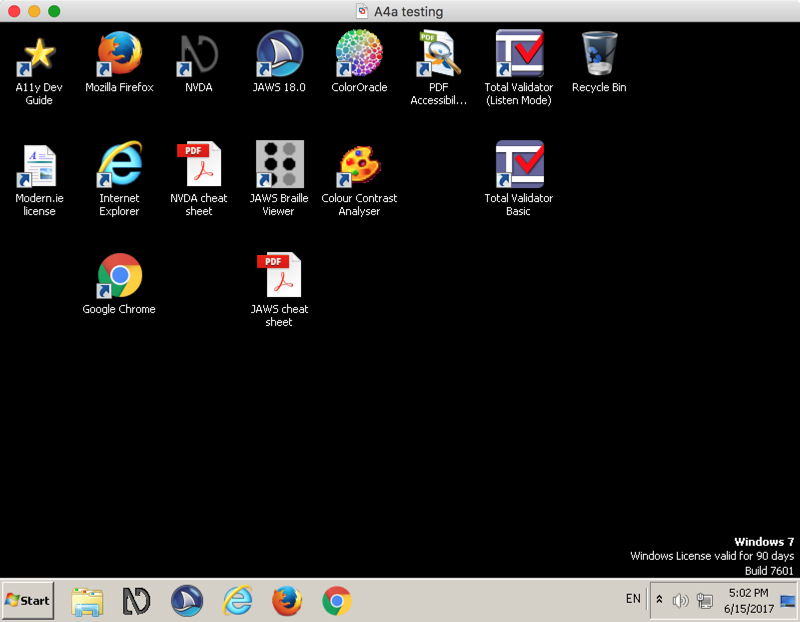 A4a testing
A11y Dev
Guide
Mozilla Firefox
NVDA
JAWS 18.0
ColorOracle
PDF
PDF
Accessibil...
Total Validator
(Listen Mode)
Recycle Bin
Modern.ie
license
Internet
Explorer
PDF
NVDA cheat
sheet
JAWS Braille
Viewer
Colour Contrast
Analyser
Total Validator
Basic
Google Chrome
PDF
JAWS cheat
sheet
Windows 7
Windows License valid for 90 days
Build 7601
Start
EN
5:02 PM
6/15/2017